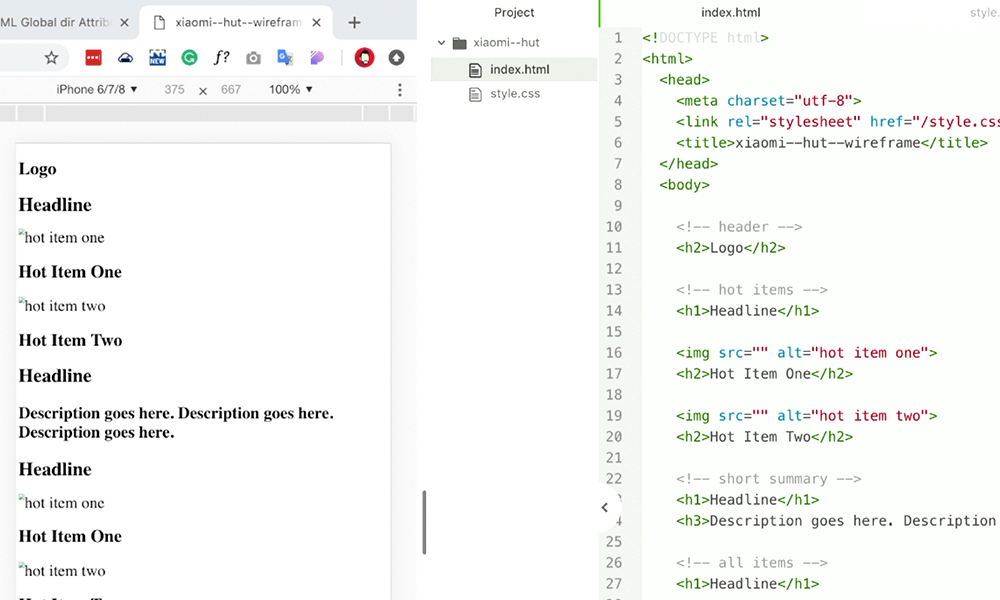 ML Global dir Attrib
xiaomi--hut--wirefram
NEW
f?
iPhone 6/7/8 ▼ 375 × 667 100% ▼
Logo
Headline
hot item one
Hot Item One
hot item two
Hot Item Two
Headline
Description goes here. Description goes here.
Description goes here.
Headline
hot item one
Hot Item One
hot item two
Project
xiaomi--hut
index.html
style.css
index.html
style.
1 <!DOCTYPE html>
2 <html>
3 <head>
4 <meta charset="utf-8">
5 <link rel="stylesheet" href="/style.css
6 <title>xiaomi--hut--wireframe</title>
7 </head>
8 <body>
9
10 <!-- header -->
11 <h2>Logo</h2>
12
13 <!-- hot items -->
14 <h1>Headline</h1>
15
16 <img src="" alt="hot item one">
17 <h2>Hot Item One</h2>
18
19 <img src="" alt="hot item two">
20 <h2>Hot Item Two</h2>
21
22 <!-- short summary -->
<h1>Headline</h1>
<h3>Description goes here. Description
25
26 <!-- all items -->
27 <h1>Headline</h1>